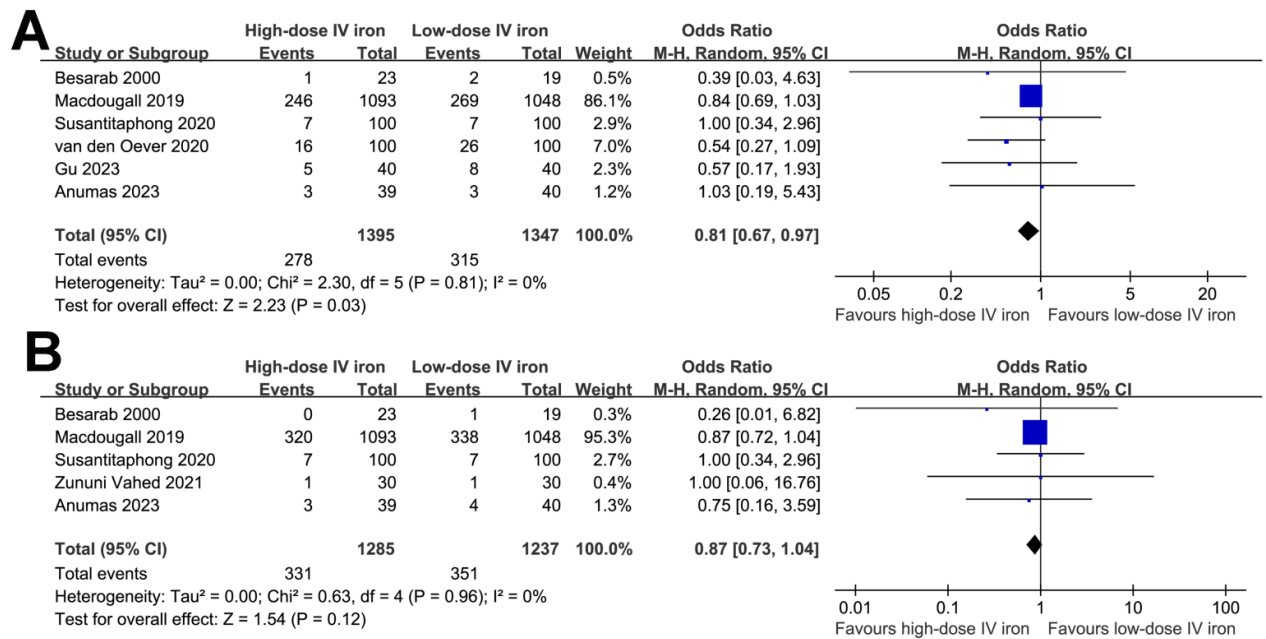 A
High-dose IV iron Low-dose IV iron Odds Ratio Odds Ratio
Study or Subgroup Events Total Events Total Weight M-H, Random, 95% CI M-H, Random, 95% CI
Besarab 2000 1 23 2 19 0.5% 0.39 [0.03, 4.63]
Macdougall 2019 246 1093 269 1048 86.1% 0.84 [0.69, 1.03]
Susantitaphong 2020 7 100 7 100 2.9% 1.00 [0.34, 2.96]
van den Oever 2020 16 100 26 100 7.0% 0.54 [0.27, 1.09]
Gu 2023 5 40 8 40 2.3% 0.57 [0.17, 1.93]
Anumas 2023 3 39 3 40 1.2% 1.03 [0.19, 5.43]
Total (95% CI) 1395 1347 100.0% 0.81 [0.67, 0.97]
Total events 278 315
Heterogeneity: Tau² = 0.00; Chi² = 2.30, df = 5 (P = 0.81); I² = 0%
Test for overall effect: Z = 2.23 (P = 0.03)
0.05 0.2 1 5 20
Favours high-dose IV iron Favours low-dose IV iron
B
High-dose IV iron Low-dose IV iron Odds Ratio Odds Ratio
Study or Subgroup Events Total Events Total Weight M-H, Random, 95% CI M-H, Random, 95% CI
Besarab 2000 0 23 1 19 0.3% 0.26 [0.01, 6.82]
Macdougall 2019 320 1093 338 1048 95.3% 0.87 [0.72, 1.04]
Susantitaphong 2020 7 100 7 100 2.7% 1.00 [0.34, 2.96]
Zununi Vahed 2021 1 30 1 30 0.4% 1.00 [0.06, 16.76]
Anumas 2023 3 39 4 40 1.3% 0.75 [0.16, 3.59]
Total (95% CI) 1285 1237 100.0% 0.87 [0.73, 1.04]
Total events 331 351
Heterogeneity: Tau² = 0.00; Chi² = 0.63, df = 4 (P = 0.96); I² = 0%
Test for overall effect: Z = 1.54 (P = 0.12)
0.01 0.1 1 10 100
Favours high-dose IV iron Favours low-dose IV iron